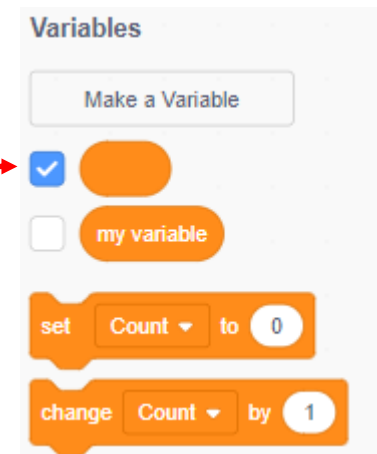 Variables
Make a Variable
my variable
set Count to 0
change Count by 1